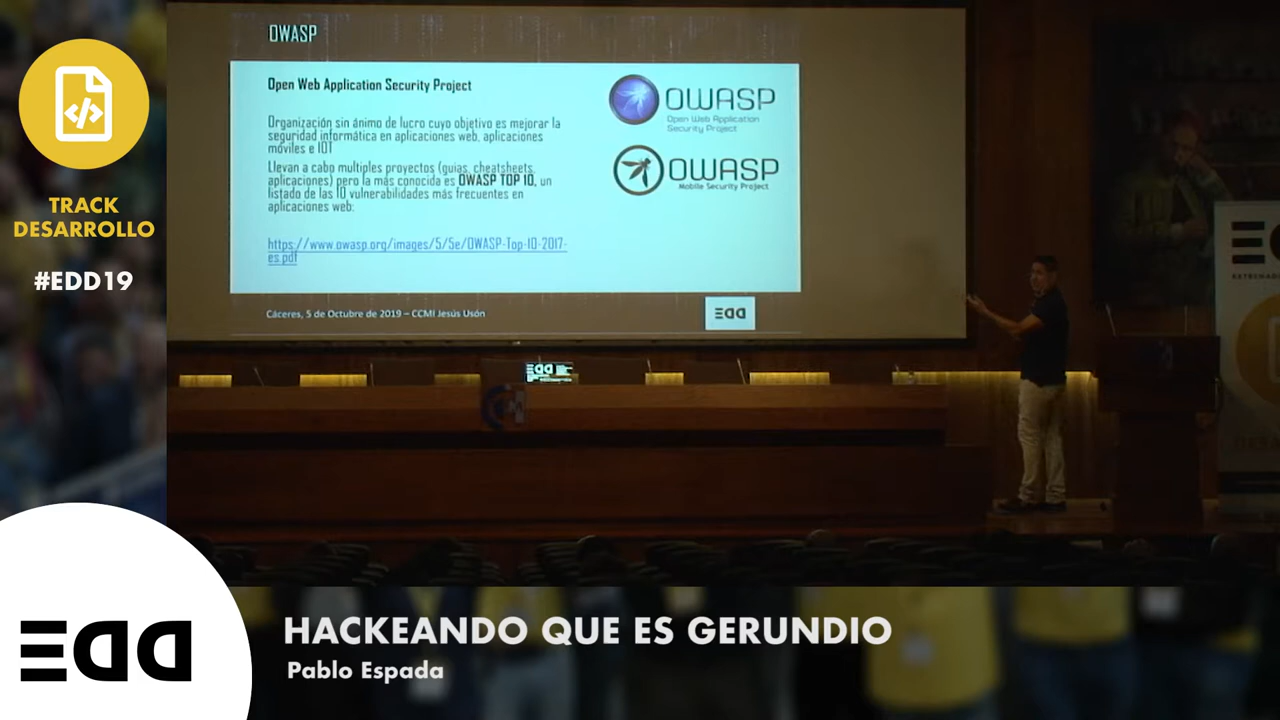 TRACK
DESARROLLO
#EDD19
OWASP
Open Web Application Security Project
Organización sin ánimo de lucro cuyo objetivo es mejorar la
seguridad informática en aplicaciones web, aplicaciones
móviles e IOT
Llevan a cabo multiples proyectos (guias, cheatsheets,
aplicaciones) pero la más conocida es OWASP TOP 10, un
listado de las 10 vulnerabilidades más frecuentes en
aplicaciones web:
https://www.owasp.org/images/5/5e/OWASP-Top-10-2017-
es.pdf
OWASP
Open Web Application
Security Project
OWASP
Mobile Security Project
Cáceres, 5 de Octubre de 2019 – CCMI Jesús Usón
EDD
EDD
HACKEANDO QUE ES GERUNDIO
Pablo Espada